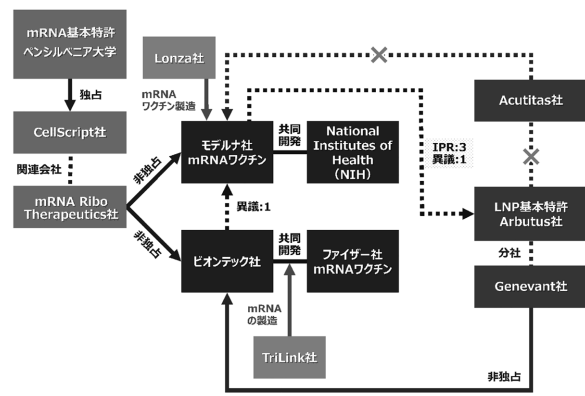 mRNA基本特許
ペンシルベニア大学
独占
CellScript社
関連会社
mRNA Ribo
Therapeutics社
非独占
非独占
Lonza社
mRNA
ワクチン製造
モデルナ社
mRNAワクチン
共同
開発
National
Institutes of
Health
（NIH）
異議:1
ビオンテック社
共同
開発
ファイザー社
mRNAワクチン
mRNA
の製造
TriLink社
IPR:3
異議:1
Acutitas社
LNP基本特許
Arbutus社
分社
Genevant社
非独占